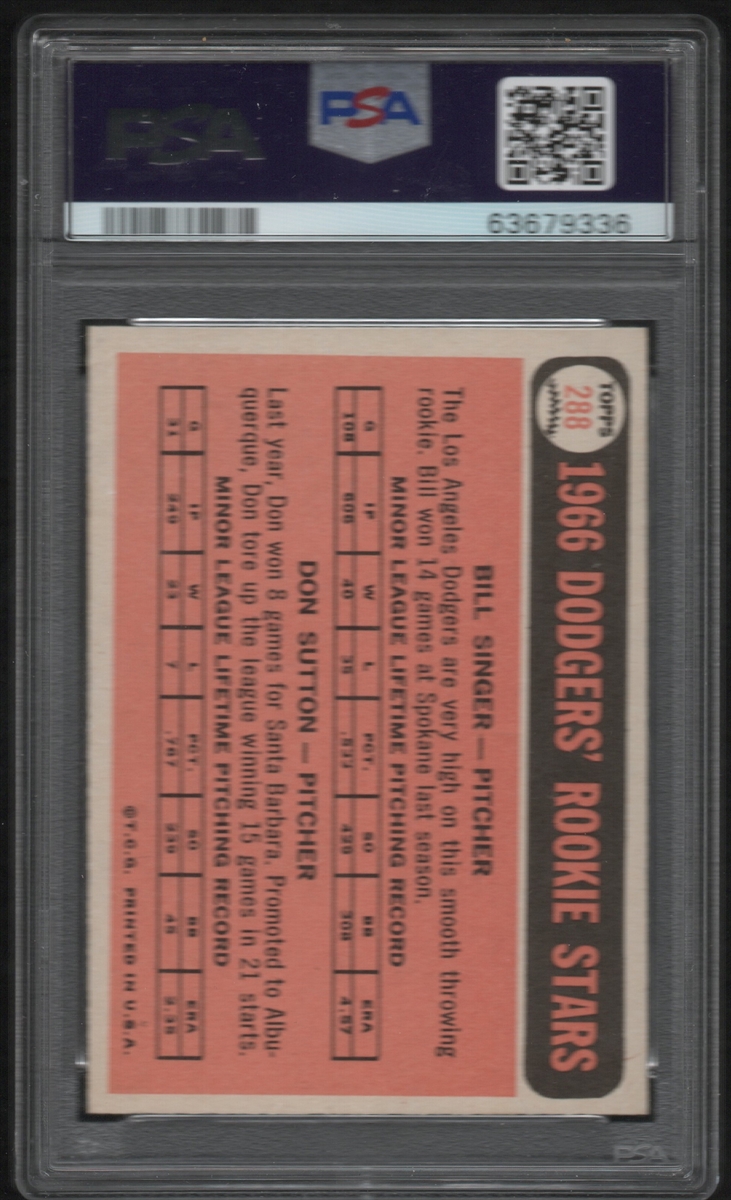 PSA
PSA
63679336
TOPPS
288
1966 DODGERS' ROOKIE STARS
BILL SINGER — PITCHER
The Los Angeles Dodgers are very high on this smooth throwing
rookie. Bill won 14 games at Spokane last season.
MINOR LEAGUE LIFETIME PITCHING RECORD
G IP W L PCT. SO BB ERA
108 606 40 35 .533 429 308 4.57
DON SUTTON — PITCHER
Last year, Don won 8 games for Santa Barbara. Promoted to Albu-
querque, Don tore up the league winning 15 games in 21 starts.
MINOR LEAGUE LIFETIME PITCHING RECORD
G IP W L PCT. SO BB ERA
31 249 23 7 .767 239 48 2.35
©T.C.G. PRINTED IN U.S.A.
PSA